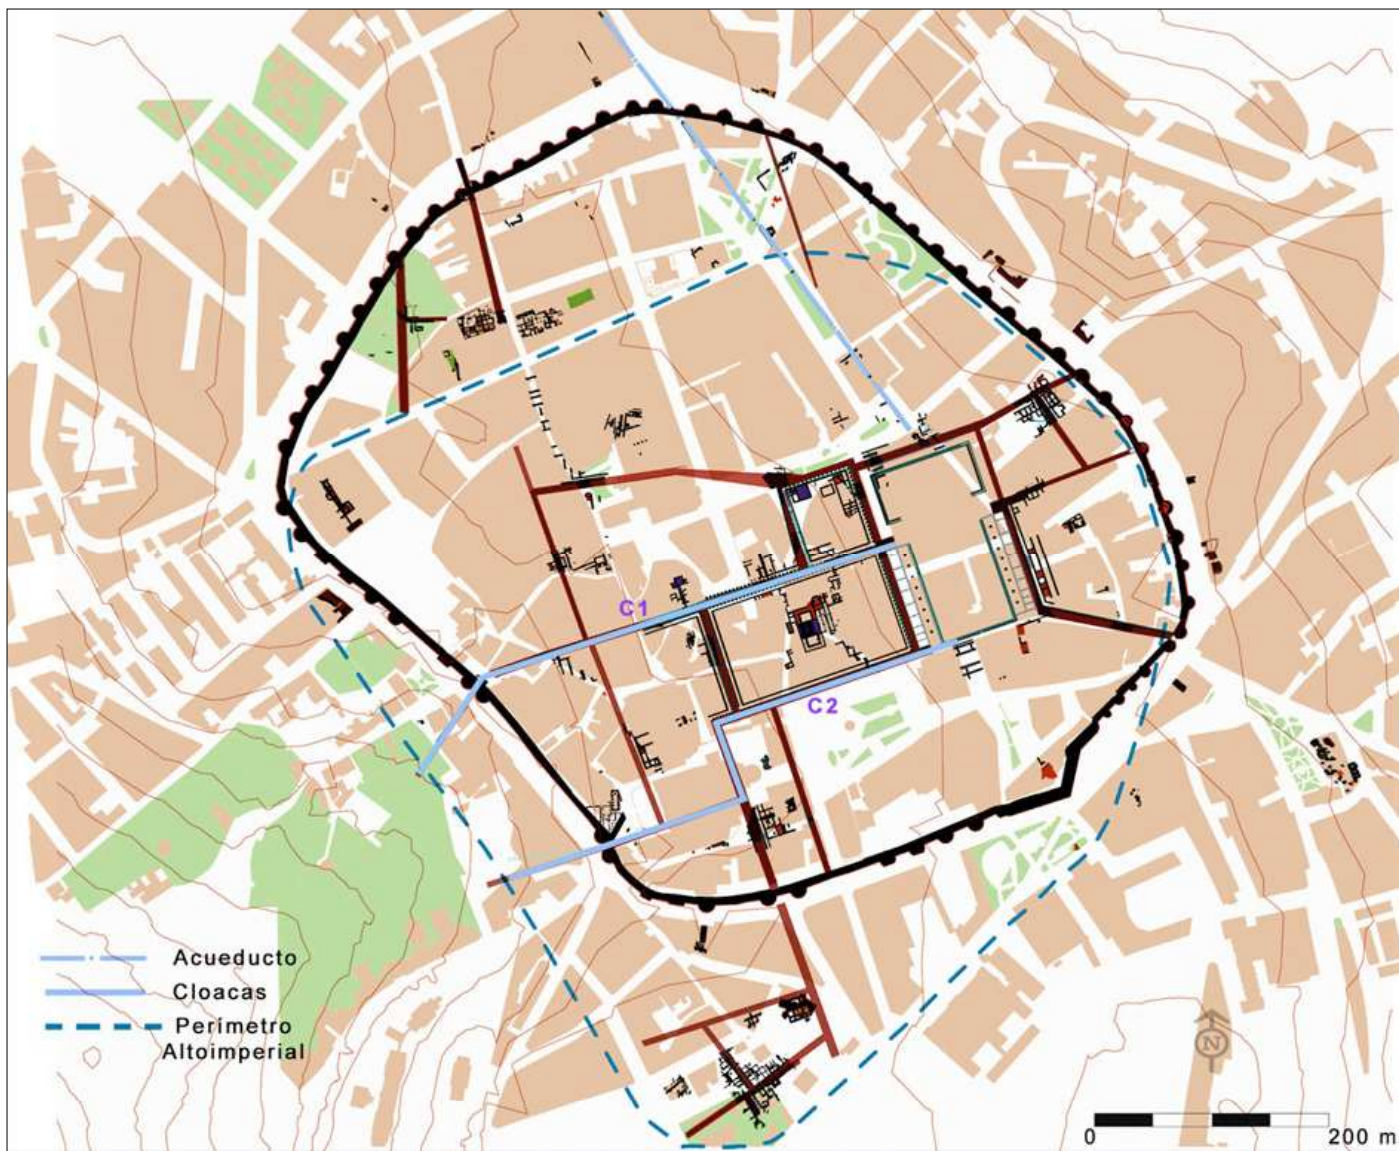 C1
C2
Acueducto
Cloacas
Perímetro
Altoimperial
N
0 200 m